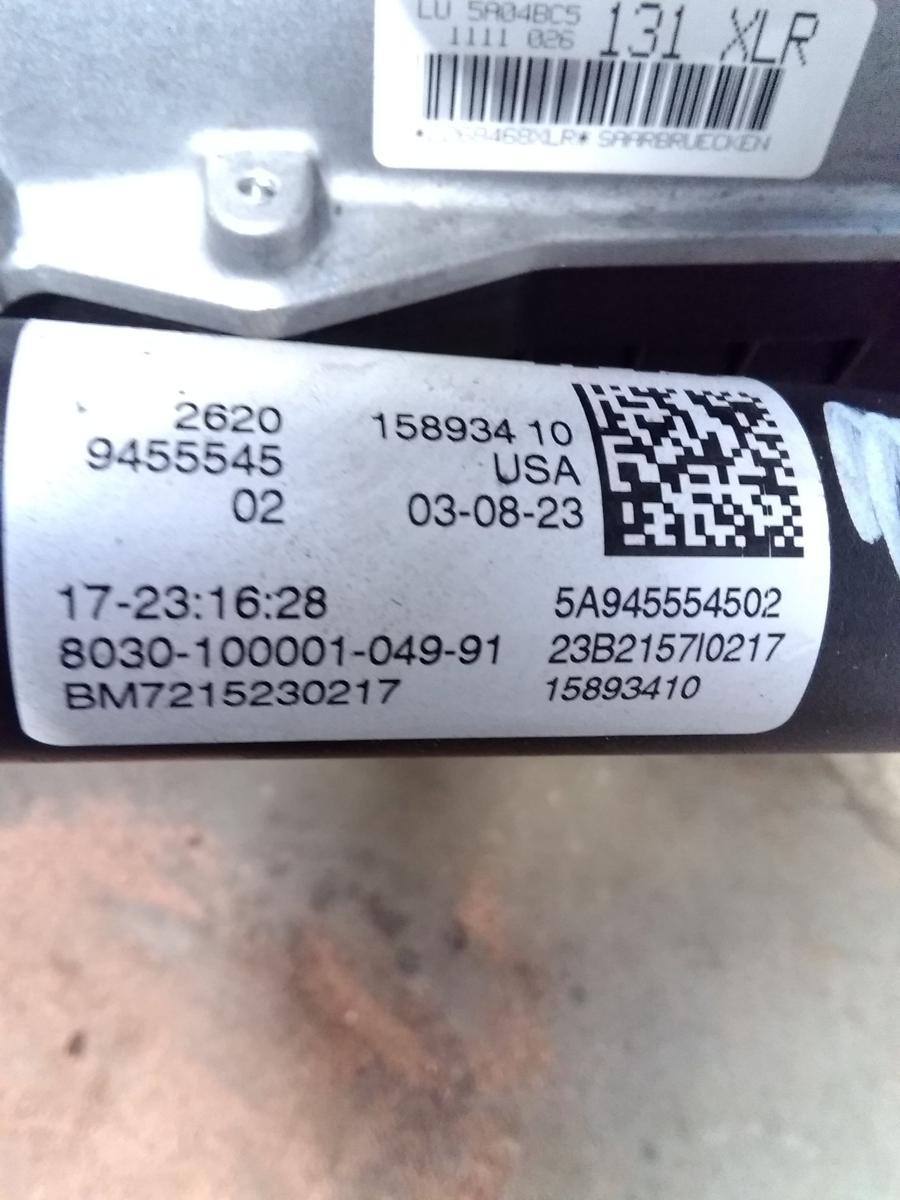 LU 5A04BC5
1111 026 131 XLR
SAARBRUECKEN
2620 158934 10
9455545 USA
02 03-08-23
17-23:16:28 5A945554502
8030-100001-049-91 23B2157I0217
BM7215230217 15893410